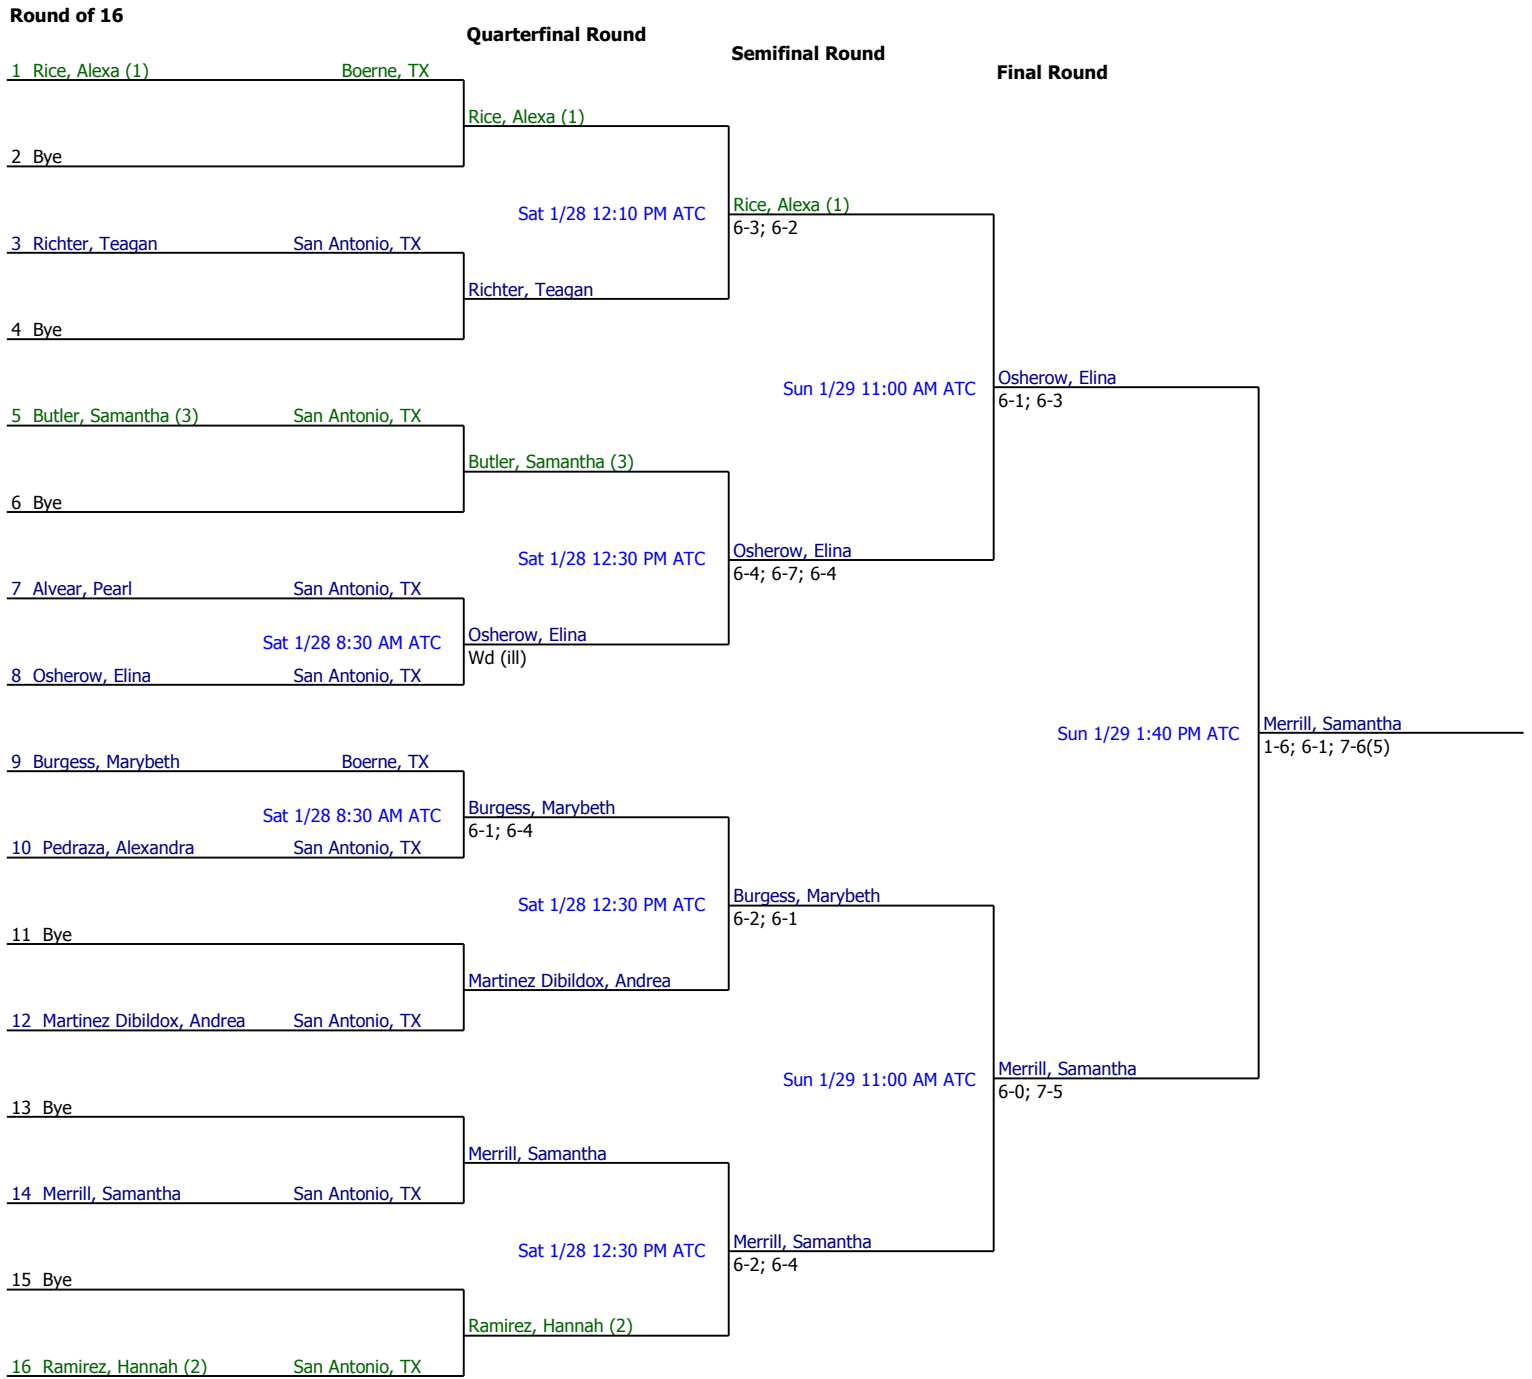 Round of 16
Quarterfinal Round
Semifinal Round
Final Round
1 Rice, Alexa (1) Boerne, TX
Rice, Alexa (1)
2 Bye
Sat 1/28 12:10 PM ATC
Rice, Alexa (1)
6-3; 6-2
3 Richter, Teagan San Antonio, TX
Richter, Teagan
4 Bye
Sun 1/29 11:00 AM ATC
Osherow, Elina
6-1; 6-3
5 Butler, Samantha (3) San Antonio, TX
Butler, Samantha (3)
6 Bye
Sat 1/28 12:30 PM ATC
Osherow, Elina
6-4; 6-7; 6-4
7 Alvear, Pearl San Antonio, TX
Sat 1/28 8:30 AM ATC
Osherow, Elina
Wd (ill)
8 Osherow, Elina San Antonio, TX
Sun 1/29 1:40 PM ATC
Merrill, Samantha
1-6; 6-1; 7-6(5)
9 Burgess, Marybeth Boerne, TX
Sat 1/28 8:30 AM ATC
Burgess, Marybeth
6-1; 6-4
10 Pedraza, Alexandra San Antonio, TX
Sat 1/28 12:30 PM ATC
Burgess, Marybeth
6-2; 6-1
11 Bye
Martinez Dibildox, Andrea
12 Martinez Dibildox, Andrea San Antonio, TX
Sun 1/29 11:00 AM ATC
Merrill, Samantha
6-0; 7-5
13 Bye
Merrill, Samantha
14 Merrill, Samantha San Antonio, TX
Sat 1/28 12:30 PM ATC
Merrill, Samantha
6-2; 6-4
15 Bye
Ramirez, Hannah (2)
16 Ramirez, Hannah (2) San Antonio, TX